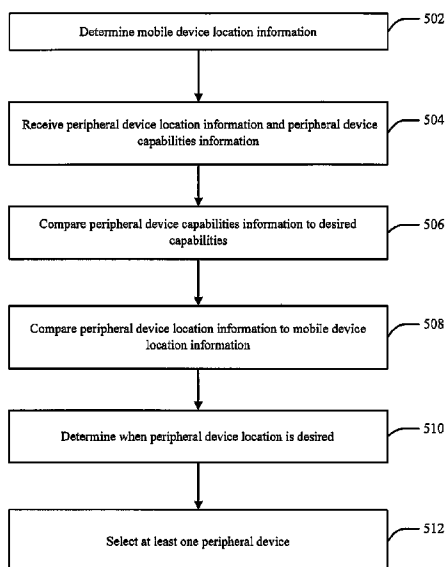 Determine mobile device location information
502
Receive peripheral device location information and peripheral device
capabilities information
504
Compare peripheral device capabilities information to desired
capabilities
506
Compare peripheral device location information to mobile device
location information
508
Determine when peripheral device location is desired
510
Select at least one peripheral device
512